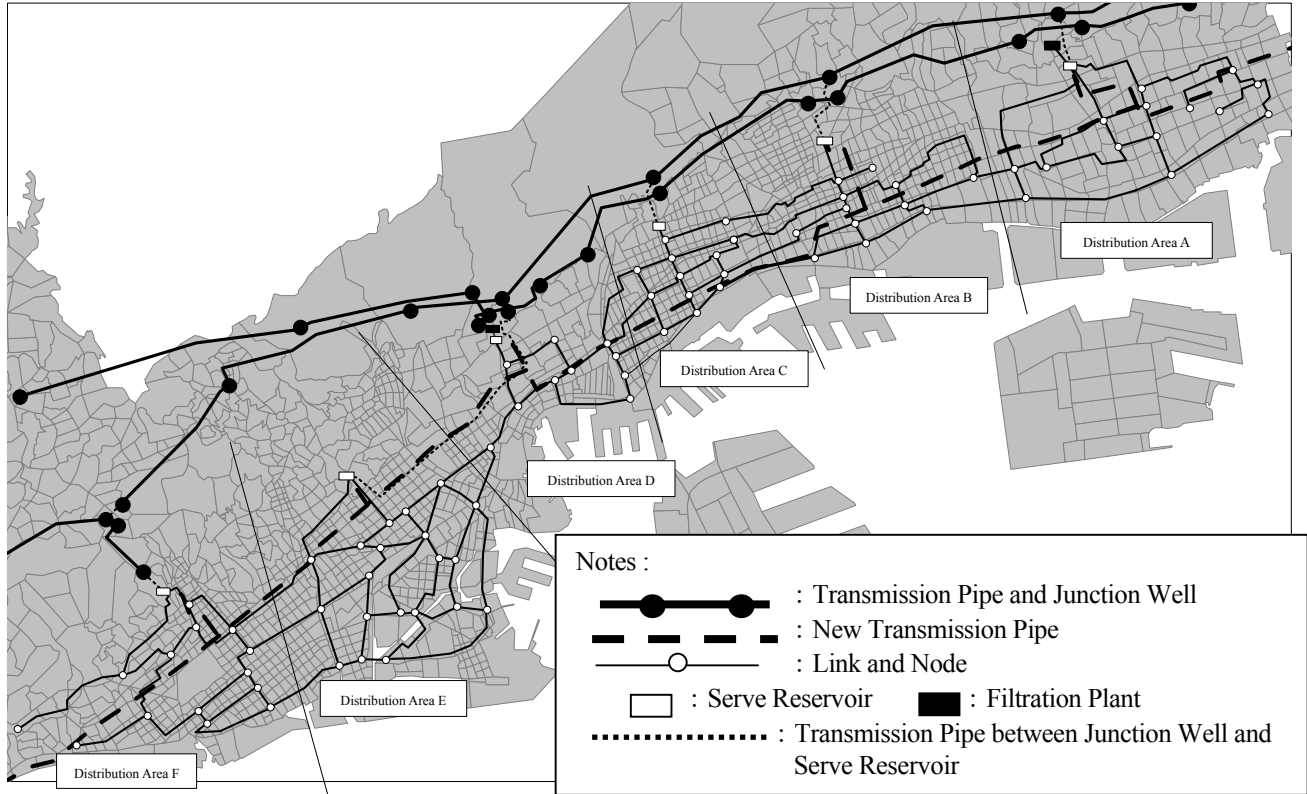 Distribution Area A
Distribution Area B
Distribution Area C
Distribution Area D
Distribution Area E
Distribution Area F
Notes :
: Transmission Pipe and Junction Well
: New Transmission Pipe
: Link and Node
: Serve Reservoir : Filtration Plant
: Transmission Pipe between Junction Well and
Serve Reservoir